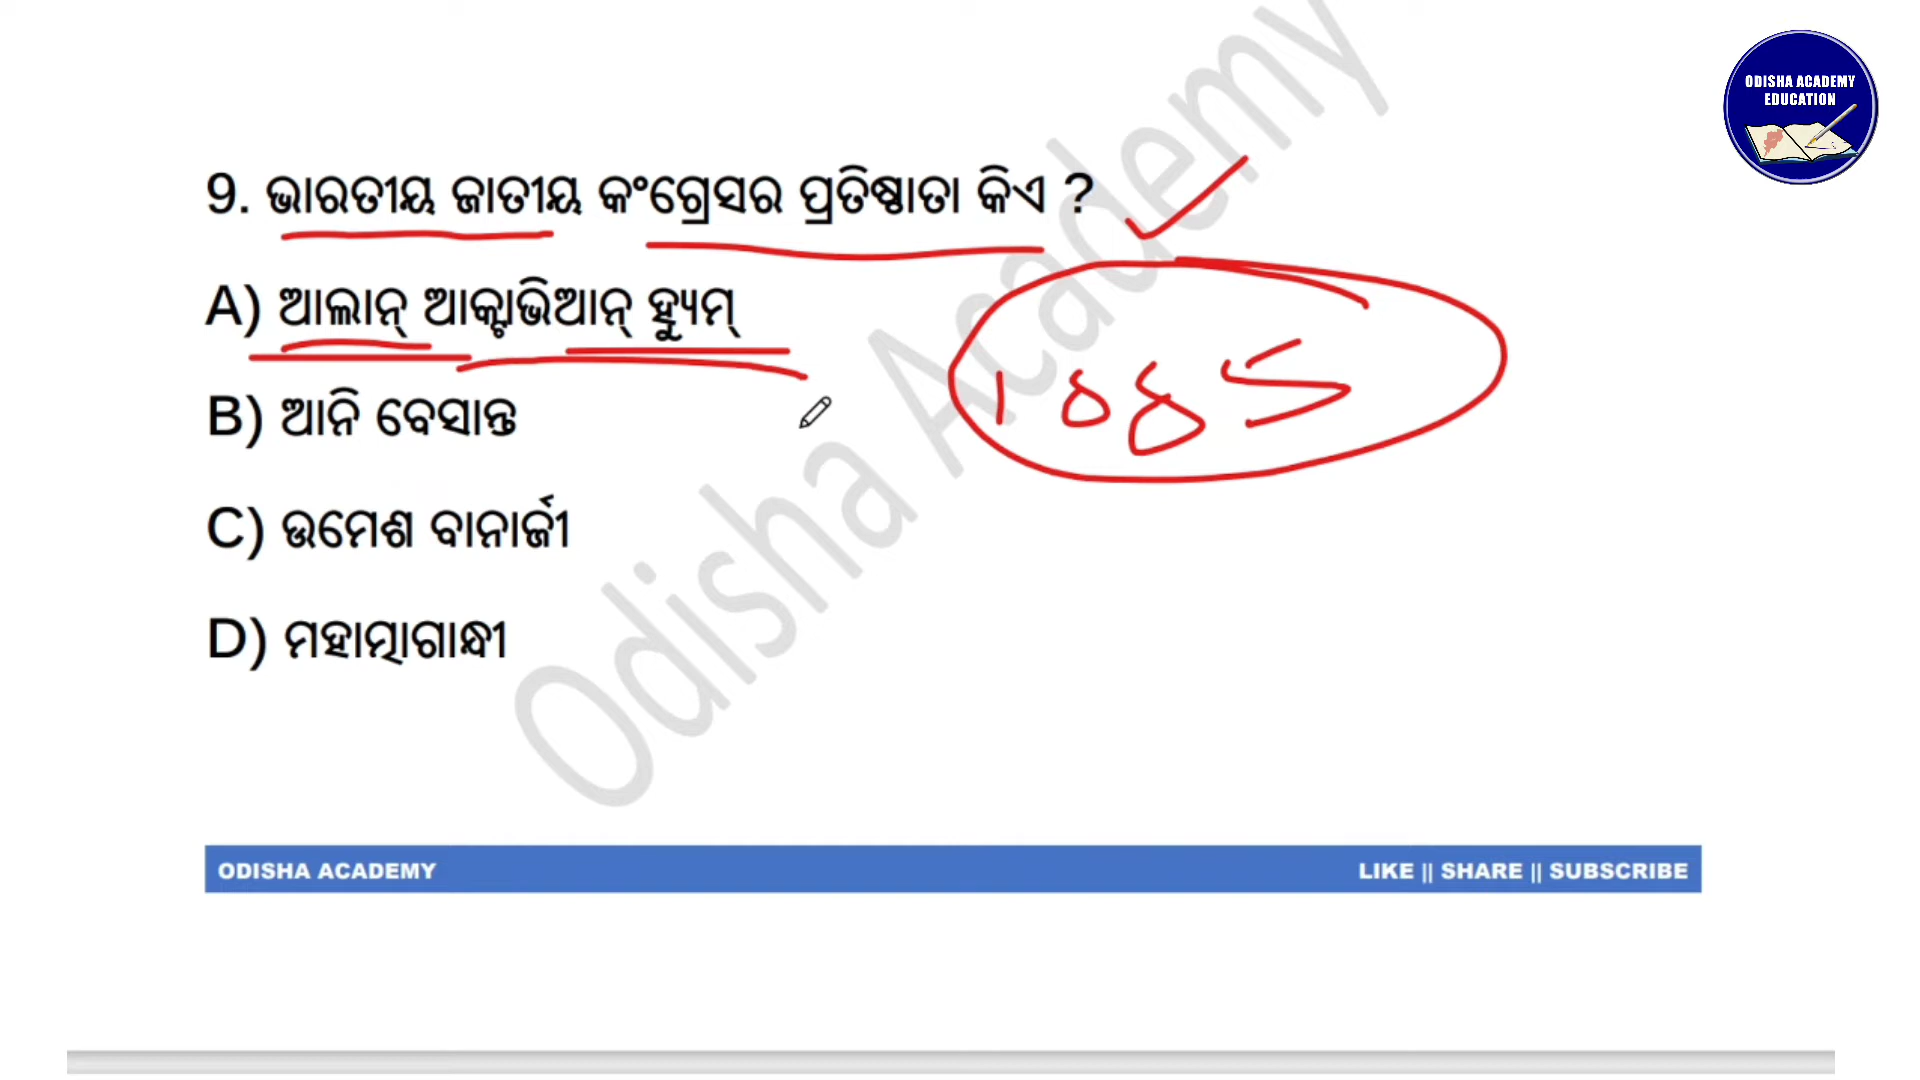 ODISHA ACADEMY
EDUCATION
9. ଭାରତୀୟ ଜାତୀୟ କଂଗ୍ରେସର ପ୍ରତିଷ୍ଠାତା କିଏ ?
A) ଆଲାନ୍ ଆକ୍ଟାଭିଆନ୍ ହ୍ୟୁମ୍
1885
B) ଆନି ବେସାନ୍ତ
C) ଉମେଶ ବାନାର୍ଜୀ
D) ମହାତ୍ମାଗାନ୍ଧୀ
Odisha Academy
ODISHA ACADEMY
LIKE || SHARE || SUBSCRIBE